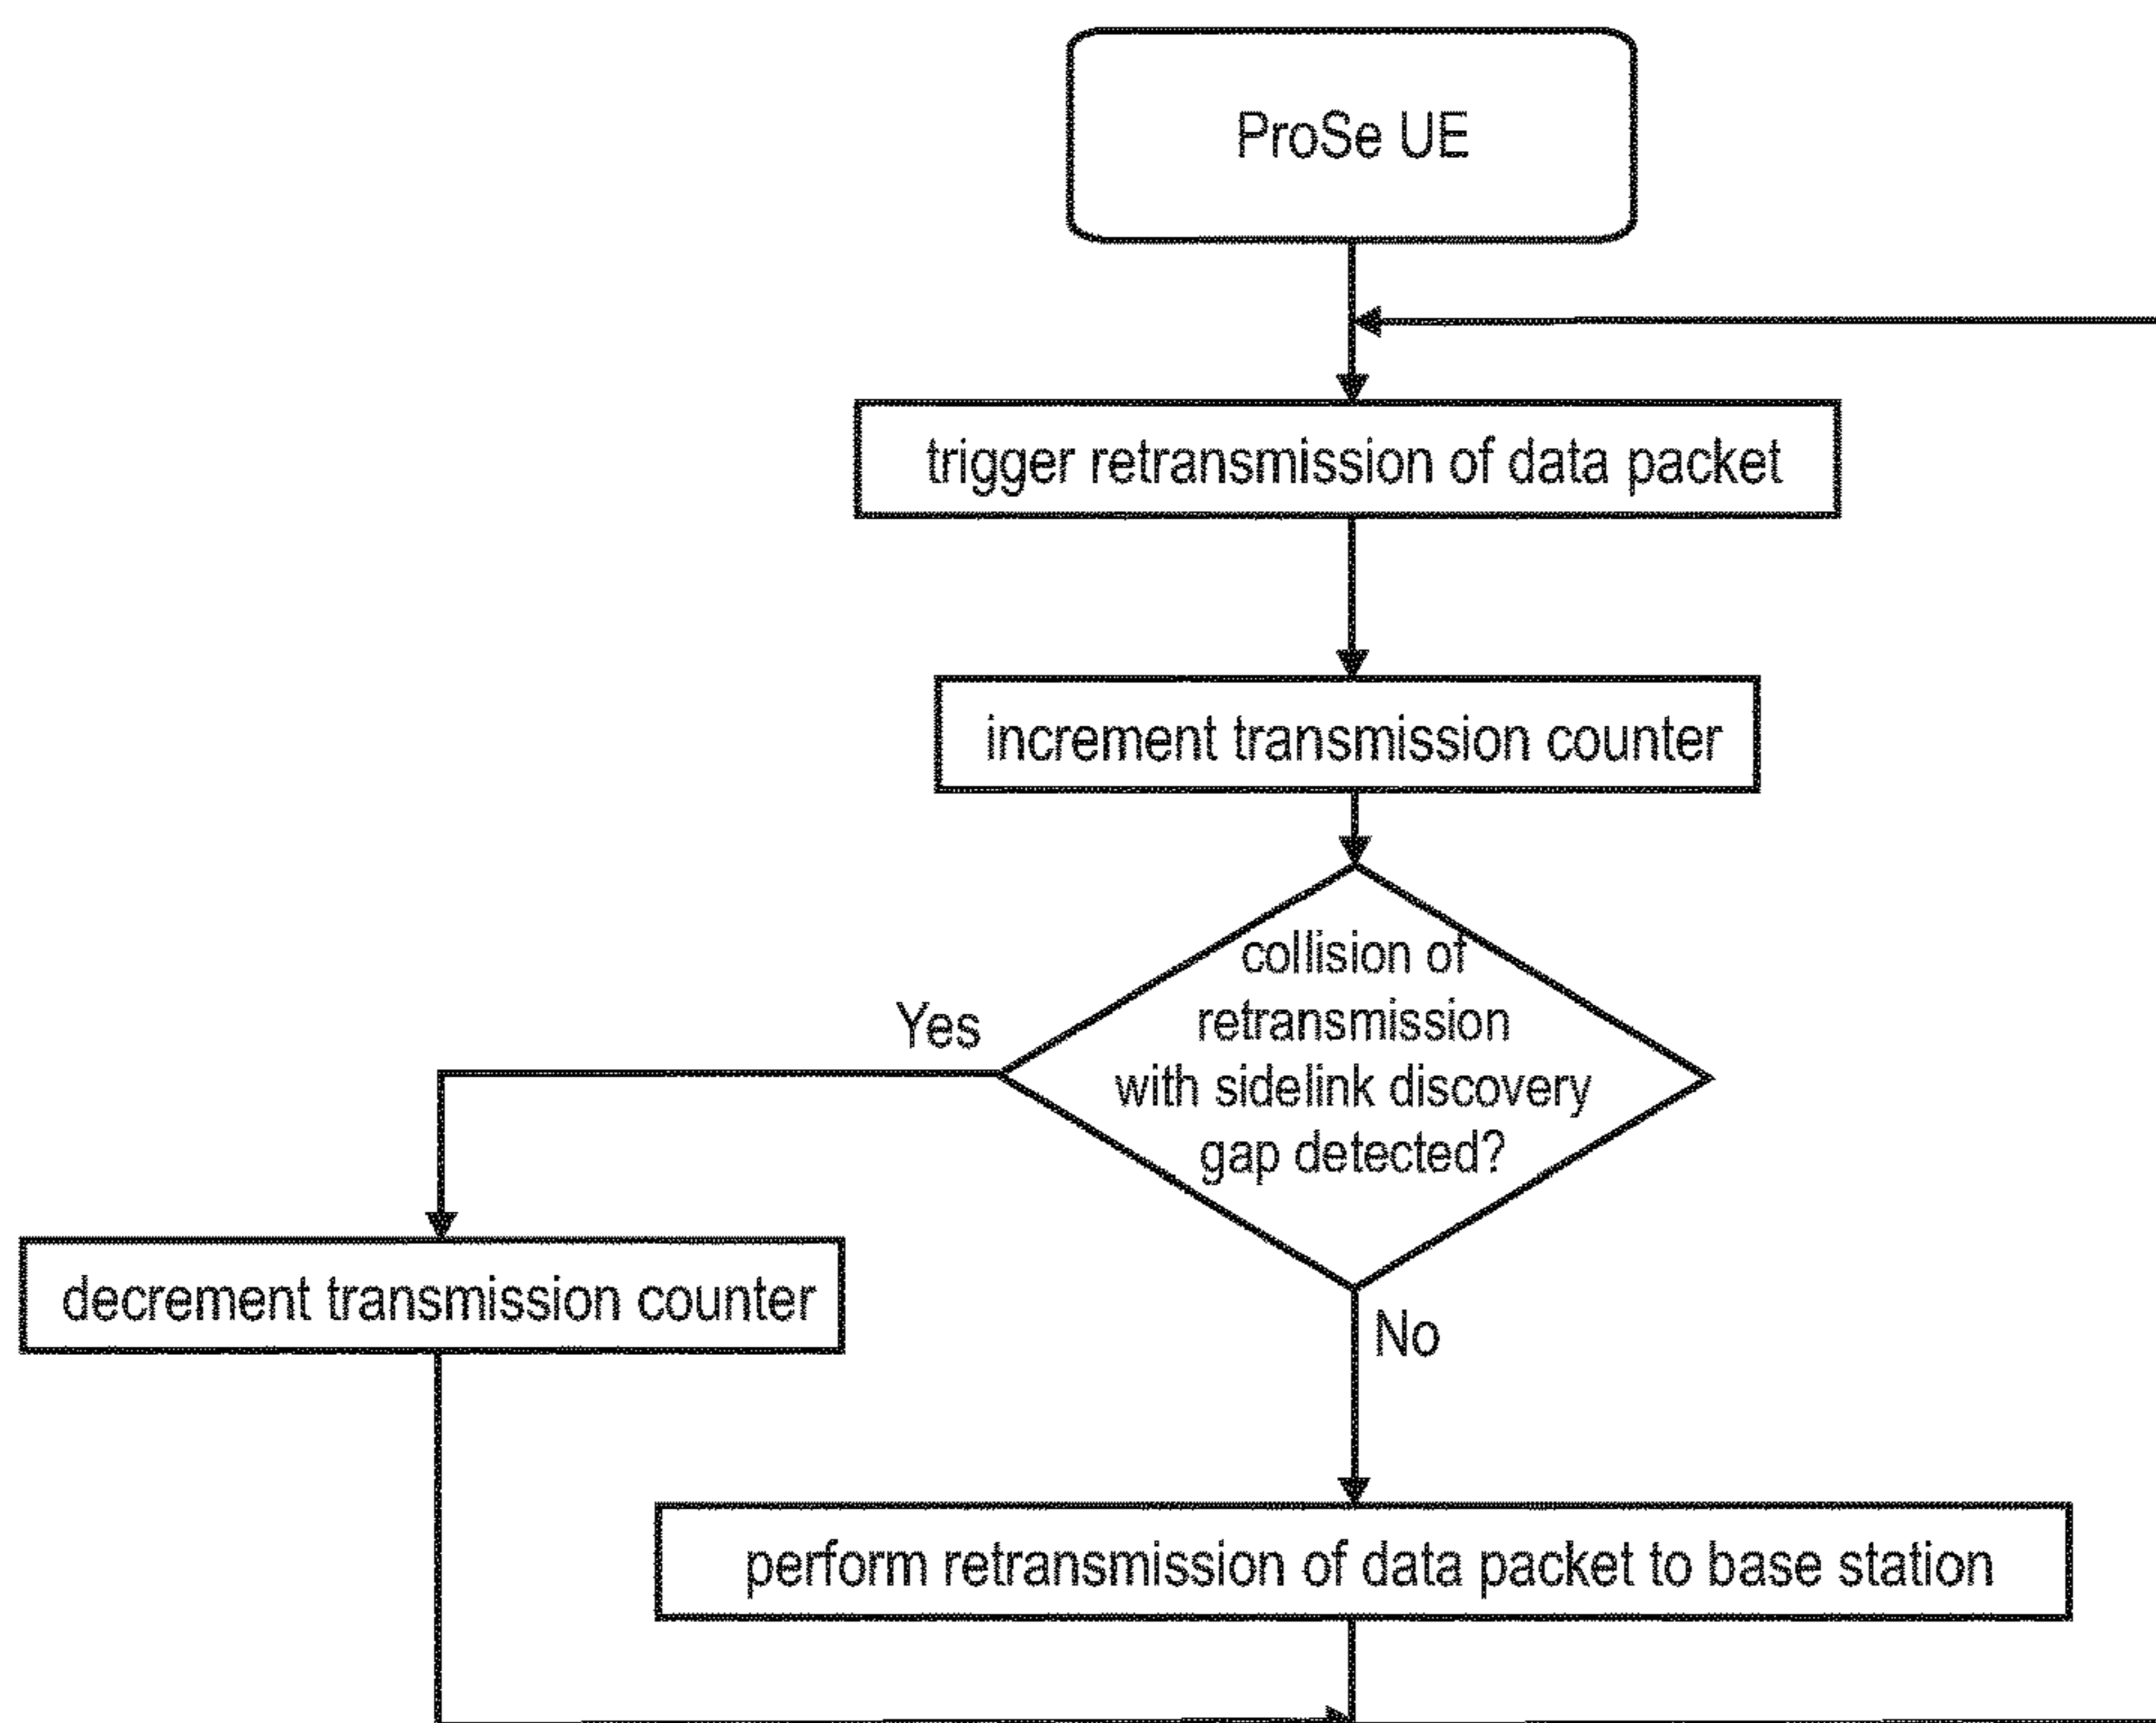 ProSe UE
trigger retransmission of data packet
increment transmission counter
collision of
retransmission
with sidelink discovery
gap detected?
Yes
decrement transmission counter
No
perform retransmission of data packet to base station